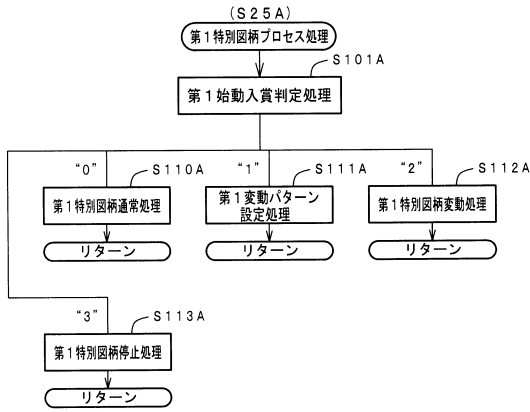 (S25A)
第1特別図柄プロセス処理
S101A
第1始動入賞判定処理
“0”
S110A
第1特別図柄通常処理
リターン
“1”
S111A
第1変動パターン
設定処理
リターン
“2”
S112A
第1特別図柄変動処理
リターン
“3”
S113A
第1特別図柄停止処理
リターン